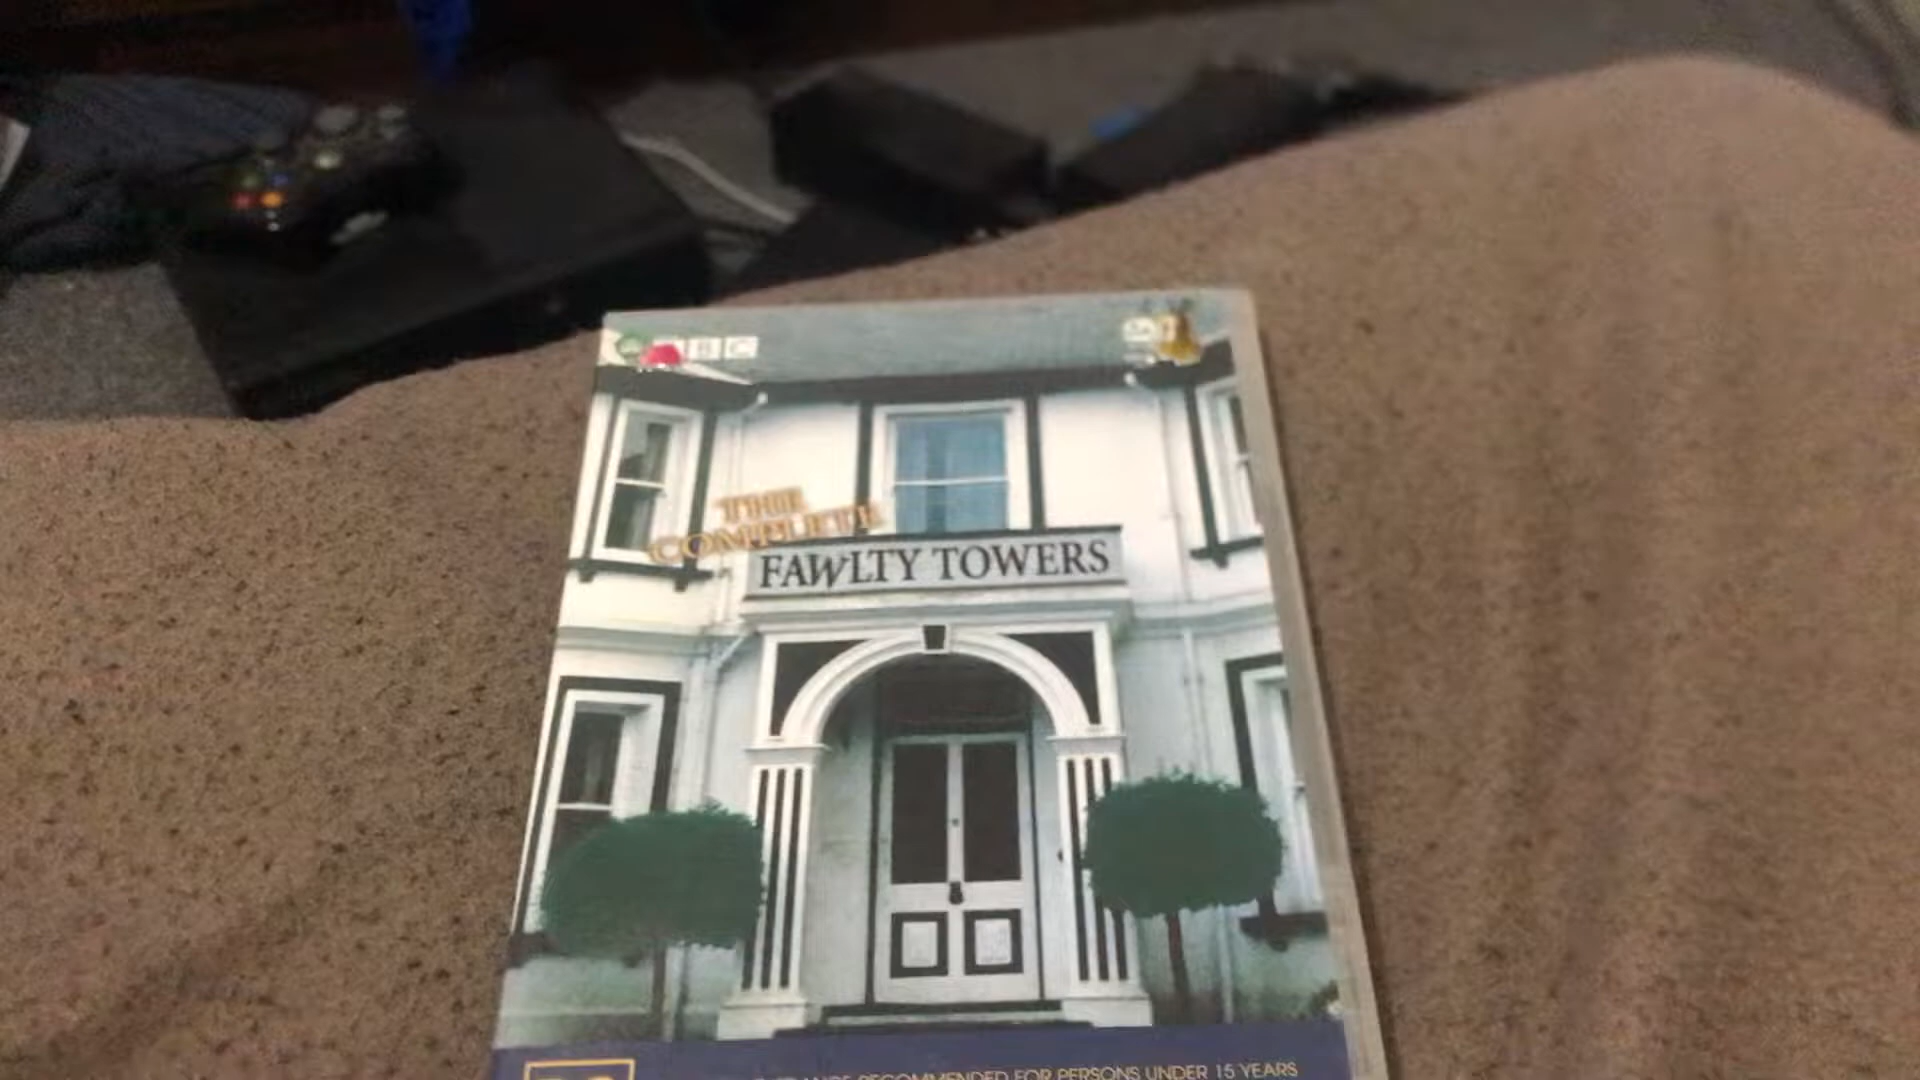 BBC
THE
COMPLETE
FAWLTY TOWERS
RECOMMENDED FOR PERSONS UNDER 15 YEARS